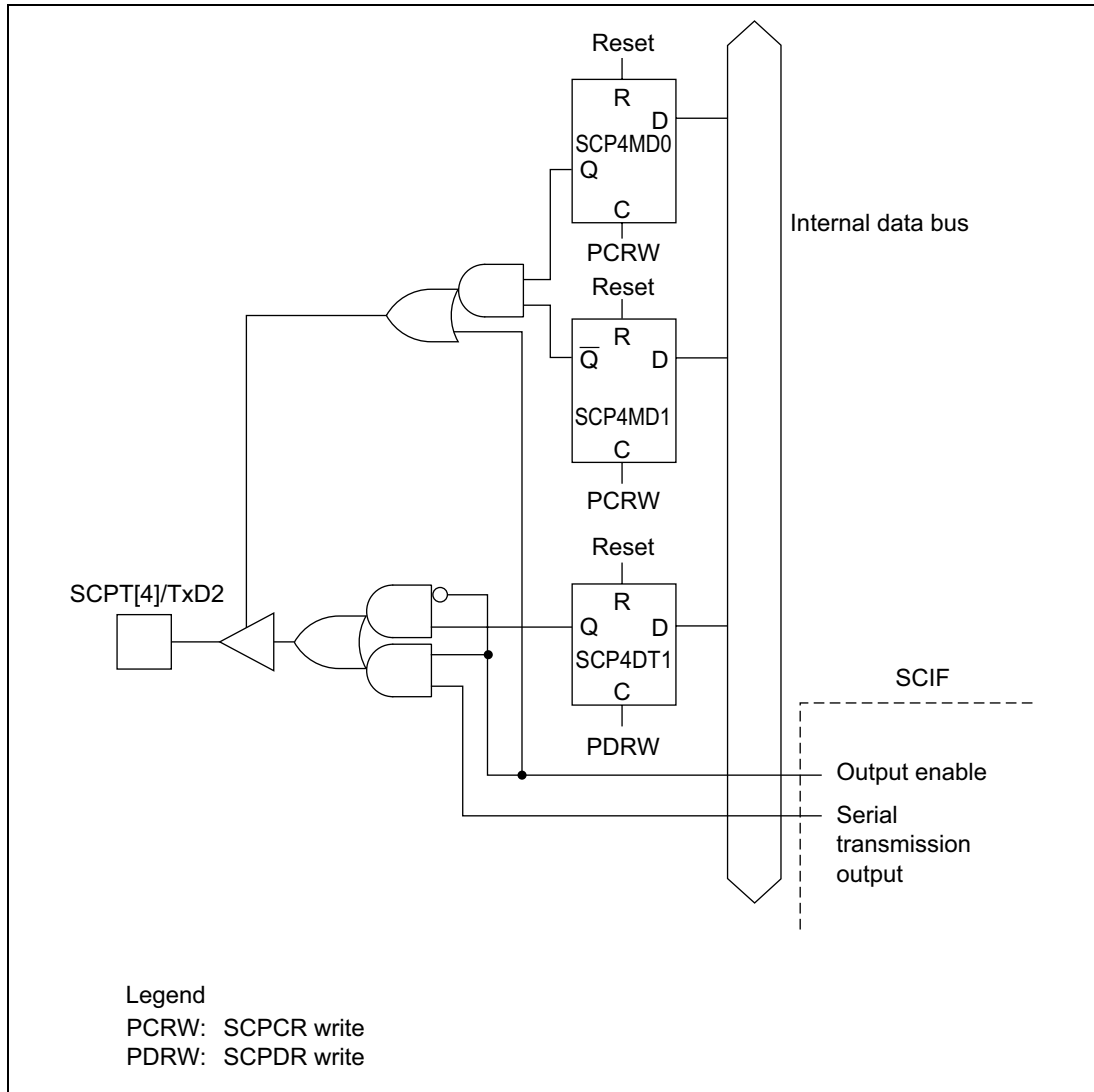 Reset
R
D
SCP4MD0
Q
C
PCRW
Internal data bus
Reset
R
Q̅
D
SCP4MD1
C
PCRW
Reset
SCPT[4]/TxD2
R
Q
D
SCP4DT1
C
SCIF
PDRW
Output enable
Serial
transmission
output
Legend
PCRW: SCPCR write
PDRW: SCPDR write